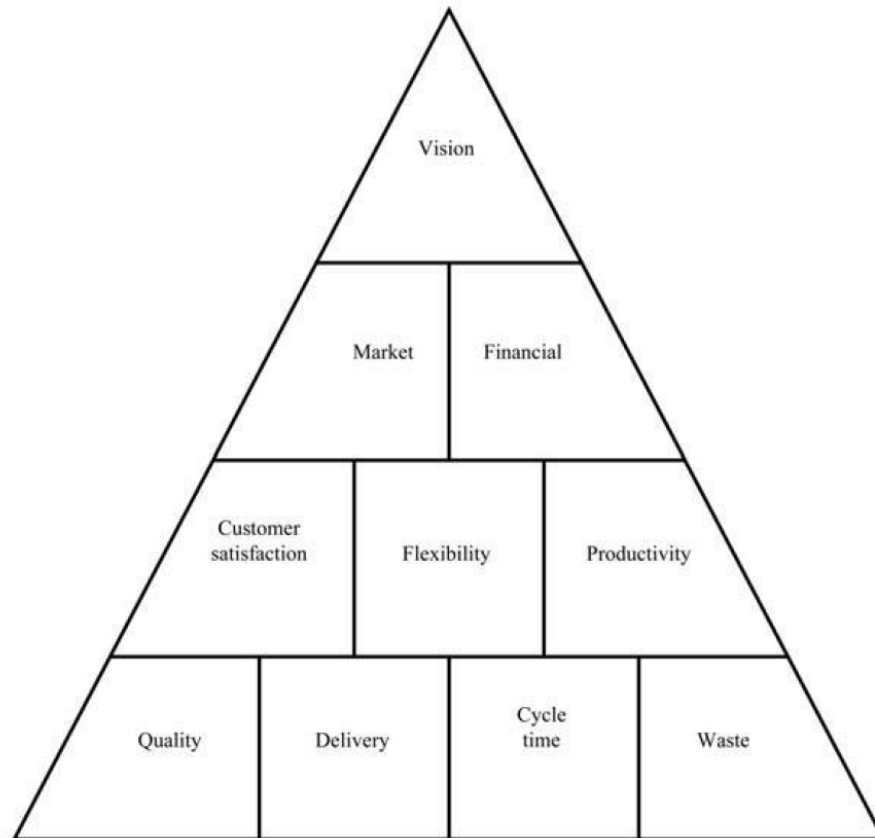 Vision
Market
Financial
Customer
satisfaction
Flexibility
Productivity
Quality
Delivery
Cycle
time
Waste